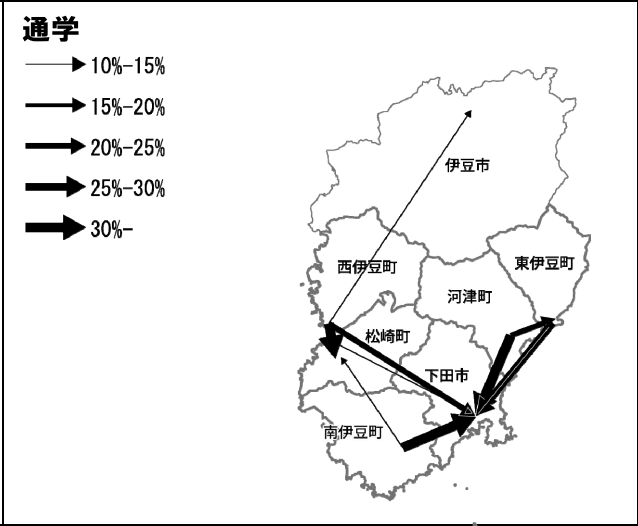 通学
10%-15%
15%-20%
20%-25%
25%-30%
30%-
伊豆市
西伊豆町
東伊豆町
河津町
松崎町
下田市
南伊豆町